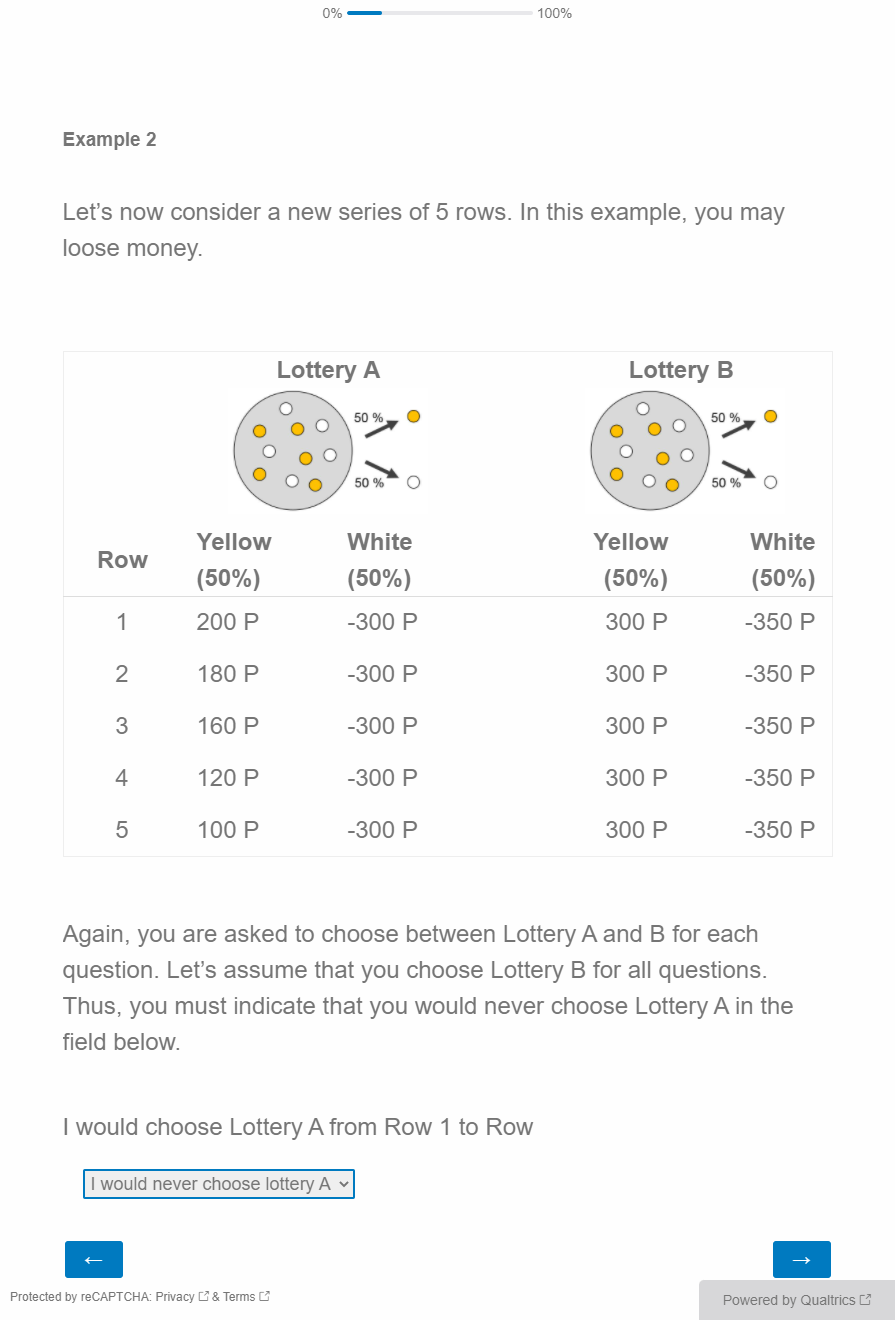 0% 100%
Example 2
Let’s now consider a new series of 5 rows. In this example, you may
loose money.
Lottery A Lottery B
50 % 50 %
50 % 50 %
Row Yellow (50%) White (50%) Yellow (50%) White (50%)
1 200 P -300 P 300 P -350 P
2 180 P -300 P 300 P -350 P
3 160 P -300 P 300 P -350 P
4 120 P -300 P 300 P -350 P
5 100 P -300 P 300 P -350 P
Again, you are asked to choose between Lottery A and B for each
question. Let’s assume that you choose Lottery B for all questions.
Thus, you must indicate that you would never choose Lottery A in the
field below.
I would choose Lottery A from Row 1 to Row
I would never choose lottery A
← →
Protected by reCAPTCHA: Privacy & Terms
Powered by Qualtrics